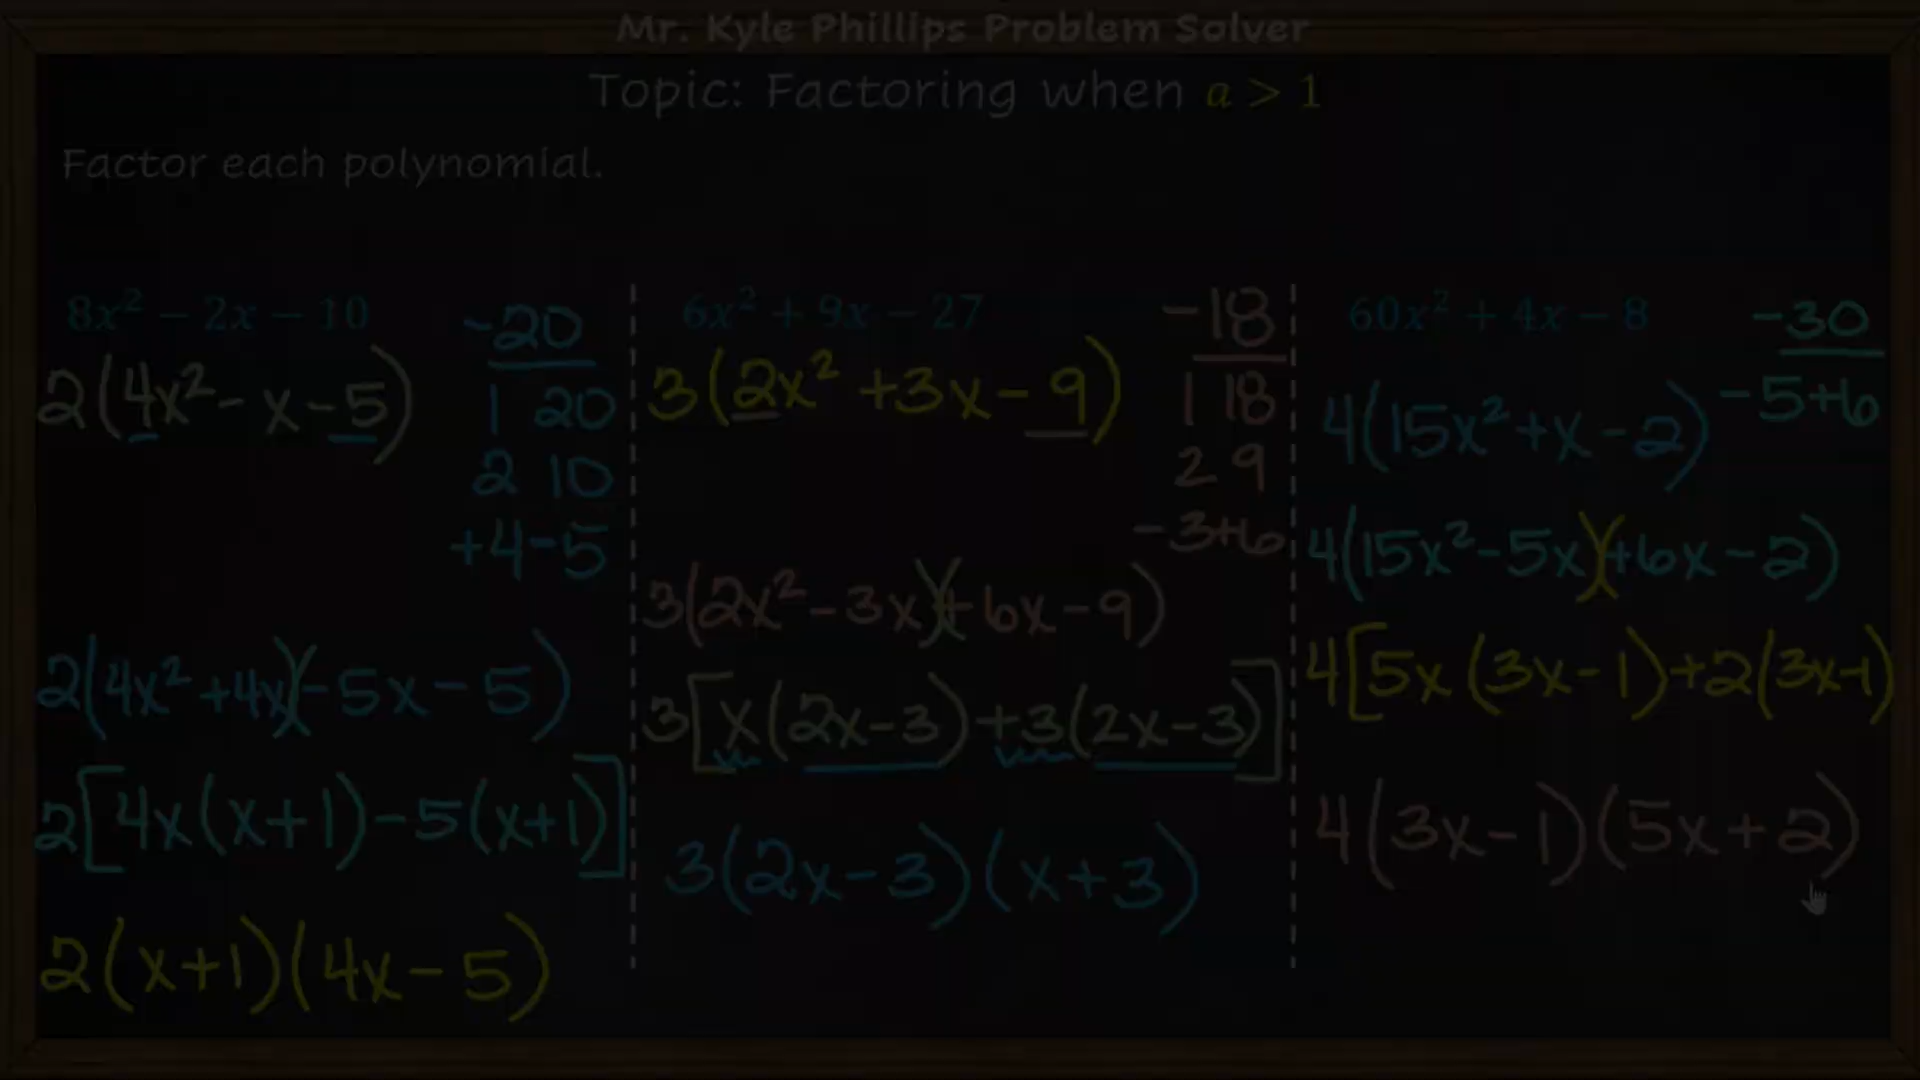 Mr. Kyle Phillips Problem Solver
Topic: Factoring when a > 1
Factor each polynomial.
8x² − 2x − 10
-20
2(4x² - x - 5)
1 20
2 10
+4 -5
2(4x² + 4x)(- 5x - 5)
2[4x(x+1) - 5(x+1)]
2(x+1)(4x - 5)
6x² + 9x − 27
-18
3(2x² + 3x - 9)
1 18
2 9
-3+6
3(2x² - 3x)(+ 6x - 9)
3[x(2x-3) + 3(2x-3)]
3(2x-3)(x+3)
60x² + 4x − 8
-30
-5+6
4(15x² + x - 2)
4(15x² - 5x)(+6x - 2)
4[5x(3x-1)+2(3x-1)
4(3x-1)(5x+2)